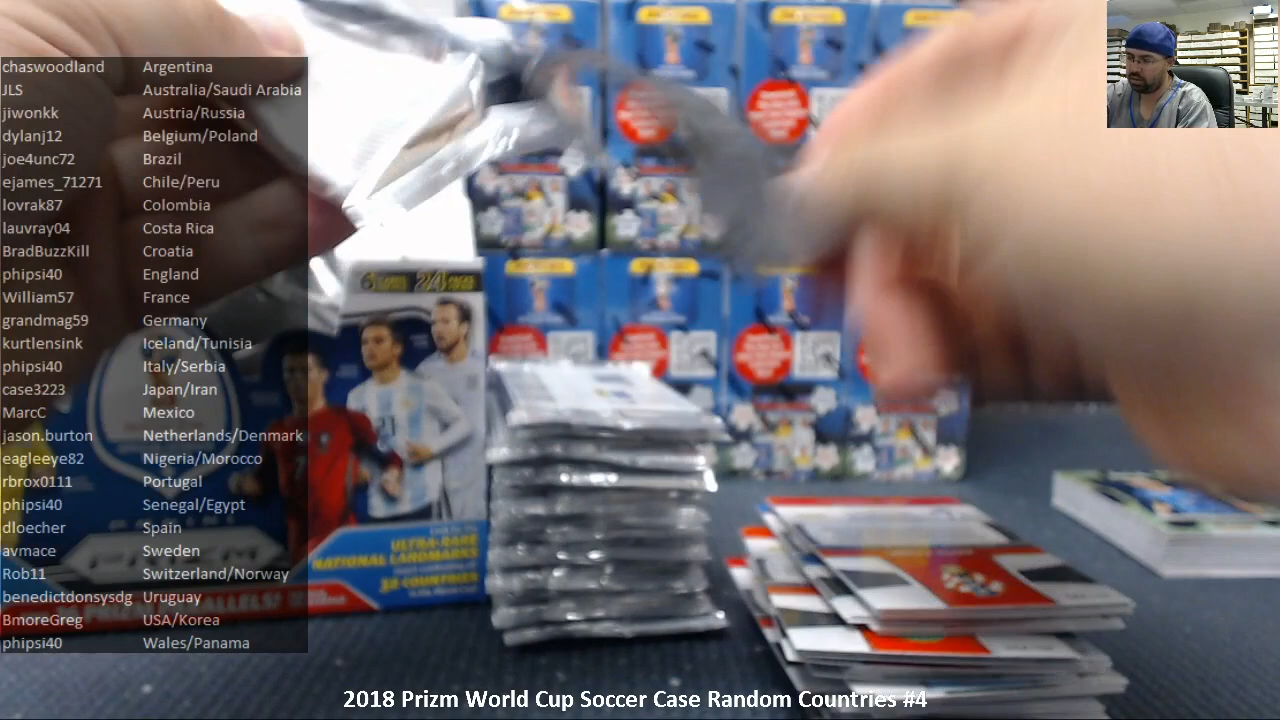 chaswoodland Argentina
JLS Australia/Saudi Arabia
jiwonkk Austria/Russia
dylanj12 Belgium/Poland
joe4unc72 Brazil
ejames_71271 Chile/Peru
lovrak87 Colombia
lauvray04 Costa Rica
BradBuzzKill Croatia
phipsi40 England
William57 France
grandmag59 Germany
kurtlensink Iceland/Tunisia
phipsi40 Italy/Serbia
case3223 Japan/Iran
MarcC Mexico
jason.burton Netherlands/Denmark
eagleeye82 Nigeria/Morocco
rbrox0111 Portugal
phipsi40 Senegal/Egypt
dloecher Spain
avmace Sweden
Rob11 Switzerland/Norway
benedictdonsysdg Uruguay
BmoreGreg USA/Korea
phipsi40 Wales/Panama
ULTRA-RARE
NATIONAL LANDMARKS
2018 Prizm World Cup Soccer Case Random Countries #4